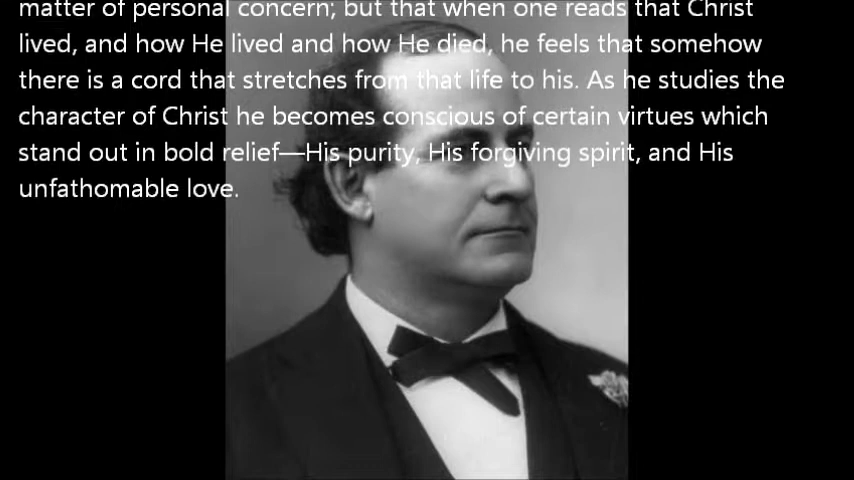 matter of personal concern; but that when one reads that Christ
lived, and how He lived and how He died, he feels that somehow
there is a cord that stretches from that life to his. As he studies the
character of Christ he becomes conscious of certain virtues which
stand out in bold relief—His purity, His forgiving spirit, and His
unfathomable love.